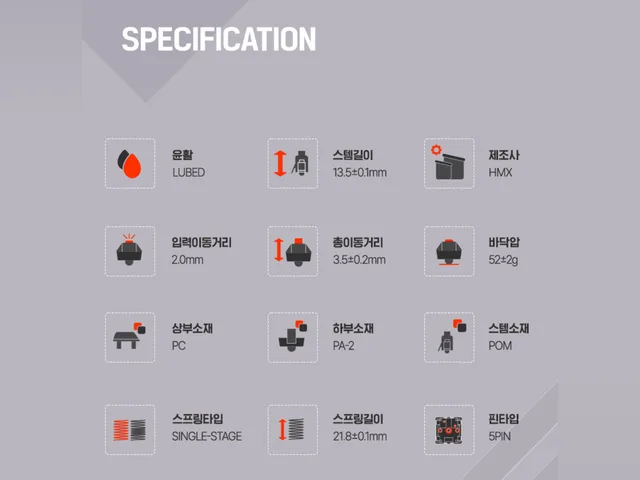 SPECIFICATION
윤활
LUBED
스템길이
13.5±0.1mm
제조사
HMX
입력이동거리
2.0mm
총이동거리
3.5±0.2mm
바닥압
52±2g
상부소재
PC
하부소재
PA-2
스템소재
POM
스프링타입
SINGLE-STAGE
스프링길이
21.8±0.1mm
핀타입
5PIN